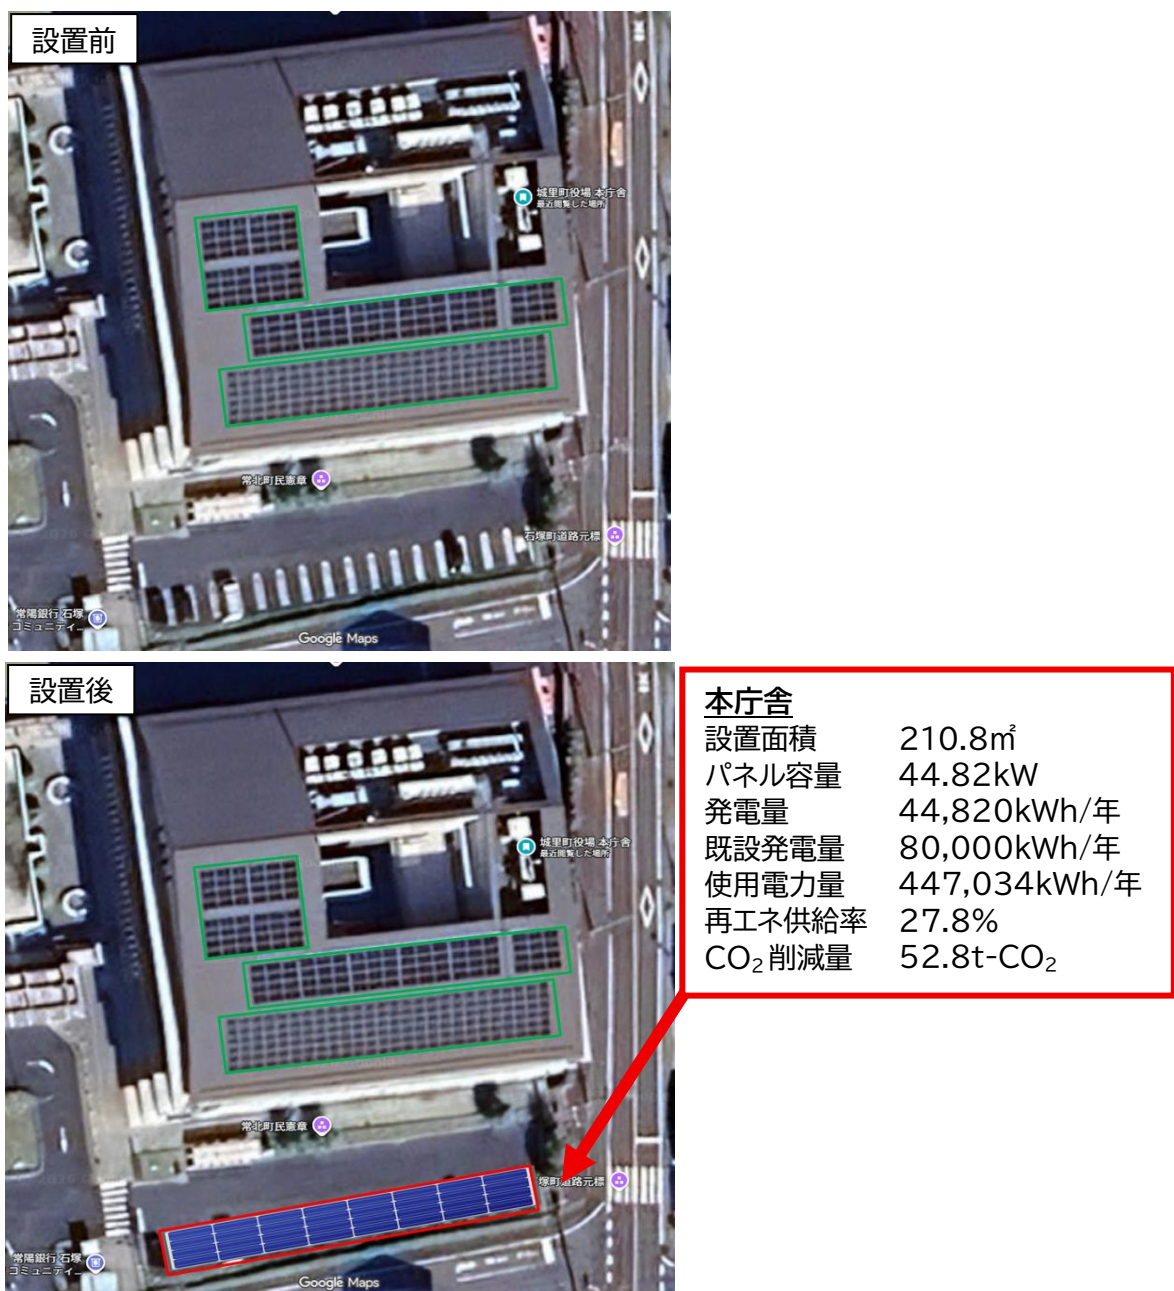 設置前
城里町役場 本庁舎
最近閲覧した場所
常北町民憲章
石塚町道路元標
常陽銀行 石塚
コミュニティ...
Google Maps
設置後
本庁舎
設置面積 210.8㎡
パネル容量 44.82kW
発電量 44,820kWh/年
既設発電量 80,000kWh/年
使用電力量 447,034kWh/年
再エネ供給率 27.8%
CO₂削減量 52.8t-CO₂
城里町役場 本庁舎
最近閲覧した場所
常北町民憲章
塚町道路元標
常陽銀行 石塚
コミュニティ...
Google Maps